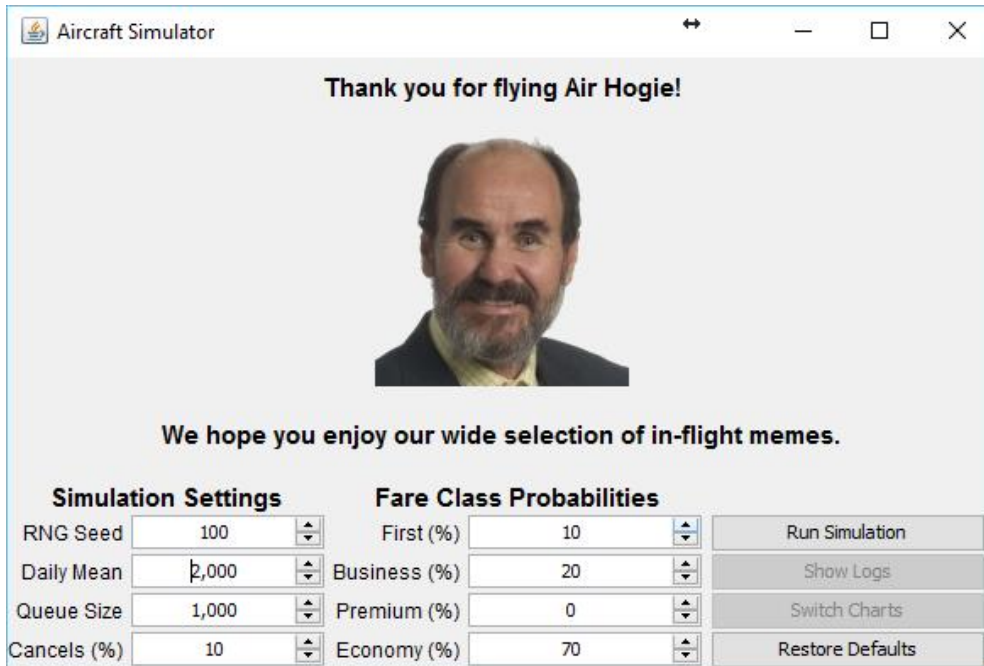 Aircraft Simulator
Thank you for flying Air Hogie!
We hope you enjoy our wide selection of in-flight memes.
Simulation Settings Fare Class Probabilities
RNG Seed 100 First (%) 10 Run Simulation
Daily Mean 2,000 Business (%) 20 Show Logs
Queue Size 1,000 Premium (%) 0 Switch Charts
Cancels (%) 10 Economy (%) 70 Restore Defaults